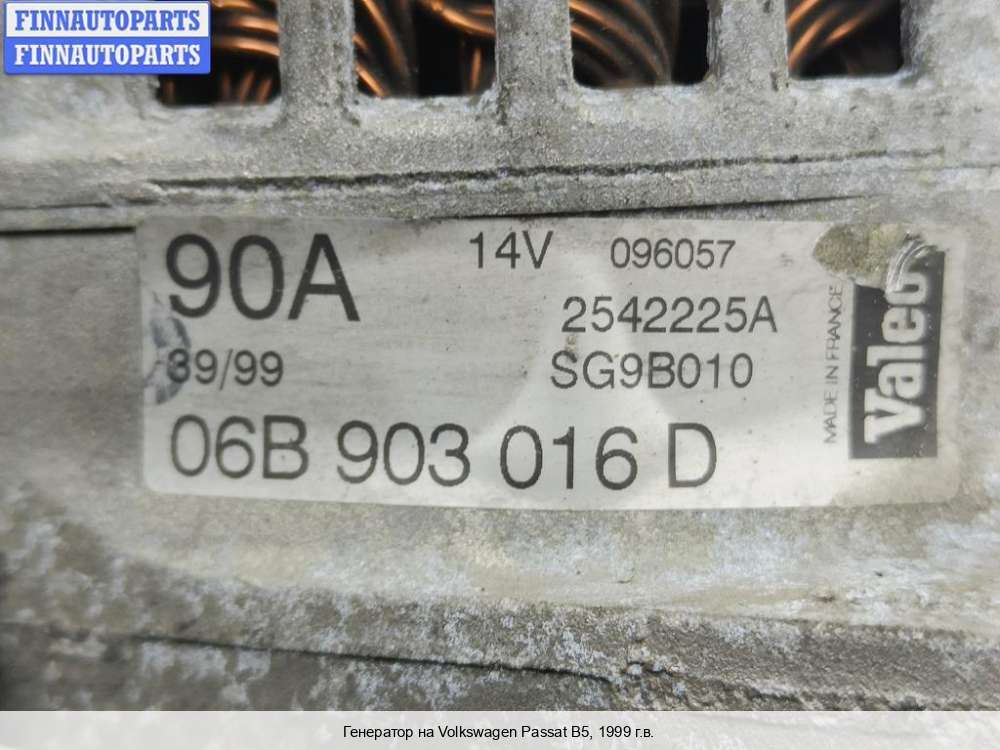 FINNAUTOPARTS
FINNAUTOPARTS
90A 14V 096057
2542225A
39/99 SG9B010
06B 903 016 D
MADE IN FRANCE
Valeo
Генератор на Volkswagen Passat B5, 1999 г.в.